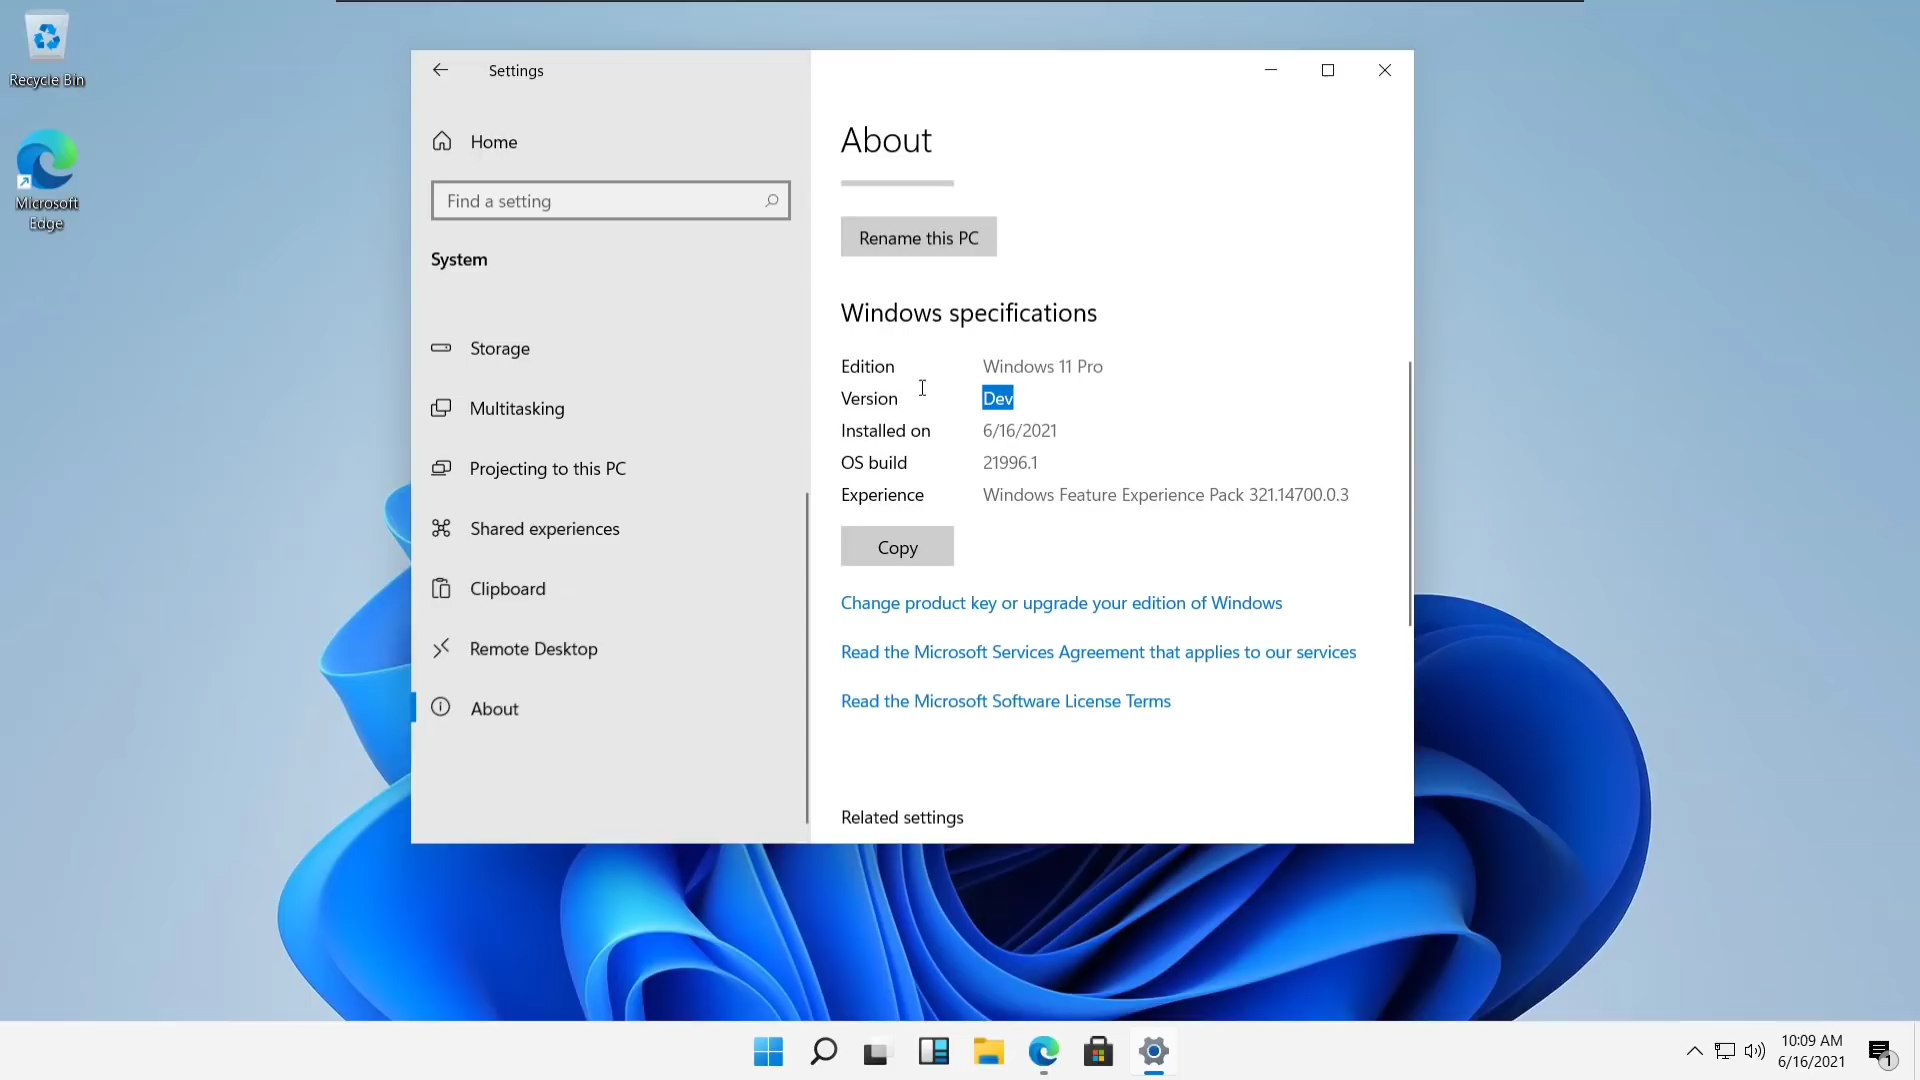 Recycle Bin
Microsoft
Edge
Settings
Home
Find a setting
System
Storage
Multitasking
Projecting to this PC
Shared experiences
Clipboard
Remote Desktop
About
About
Rename this PC
Windows specifications
Edition Windows 11 Pro
Version Dev
Installed on 6/16/2021
OS build 21996.1
Experience Windows Feature Experience Pack 321.14700.0.3
Copy
Change product key or upgrade your edition of Windows
Read the Microsoft Services Agreement that applies to our services
Read the Microsoft Software License Terms
Related settings
10:09 AM
6/16/2021
1